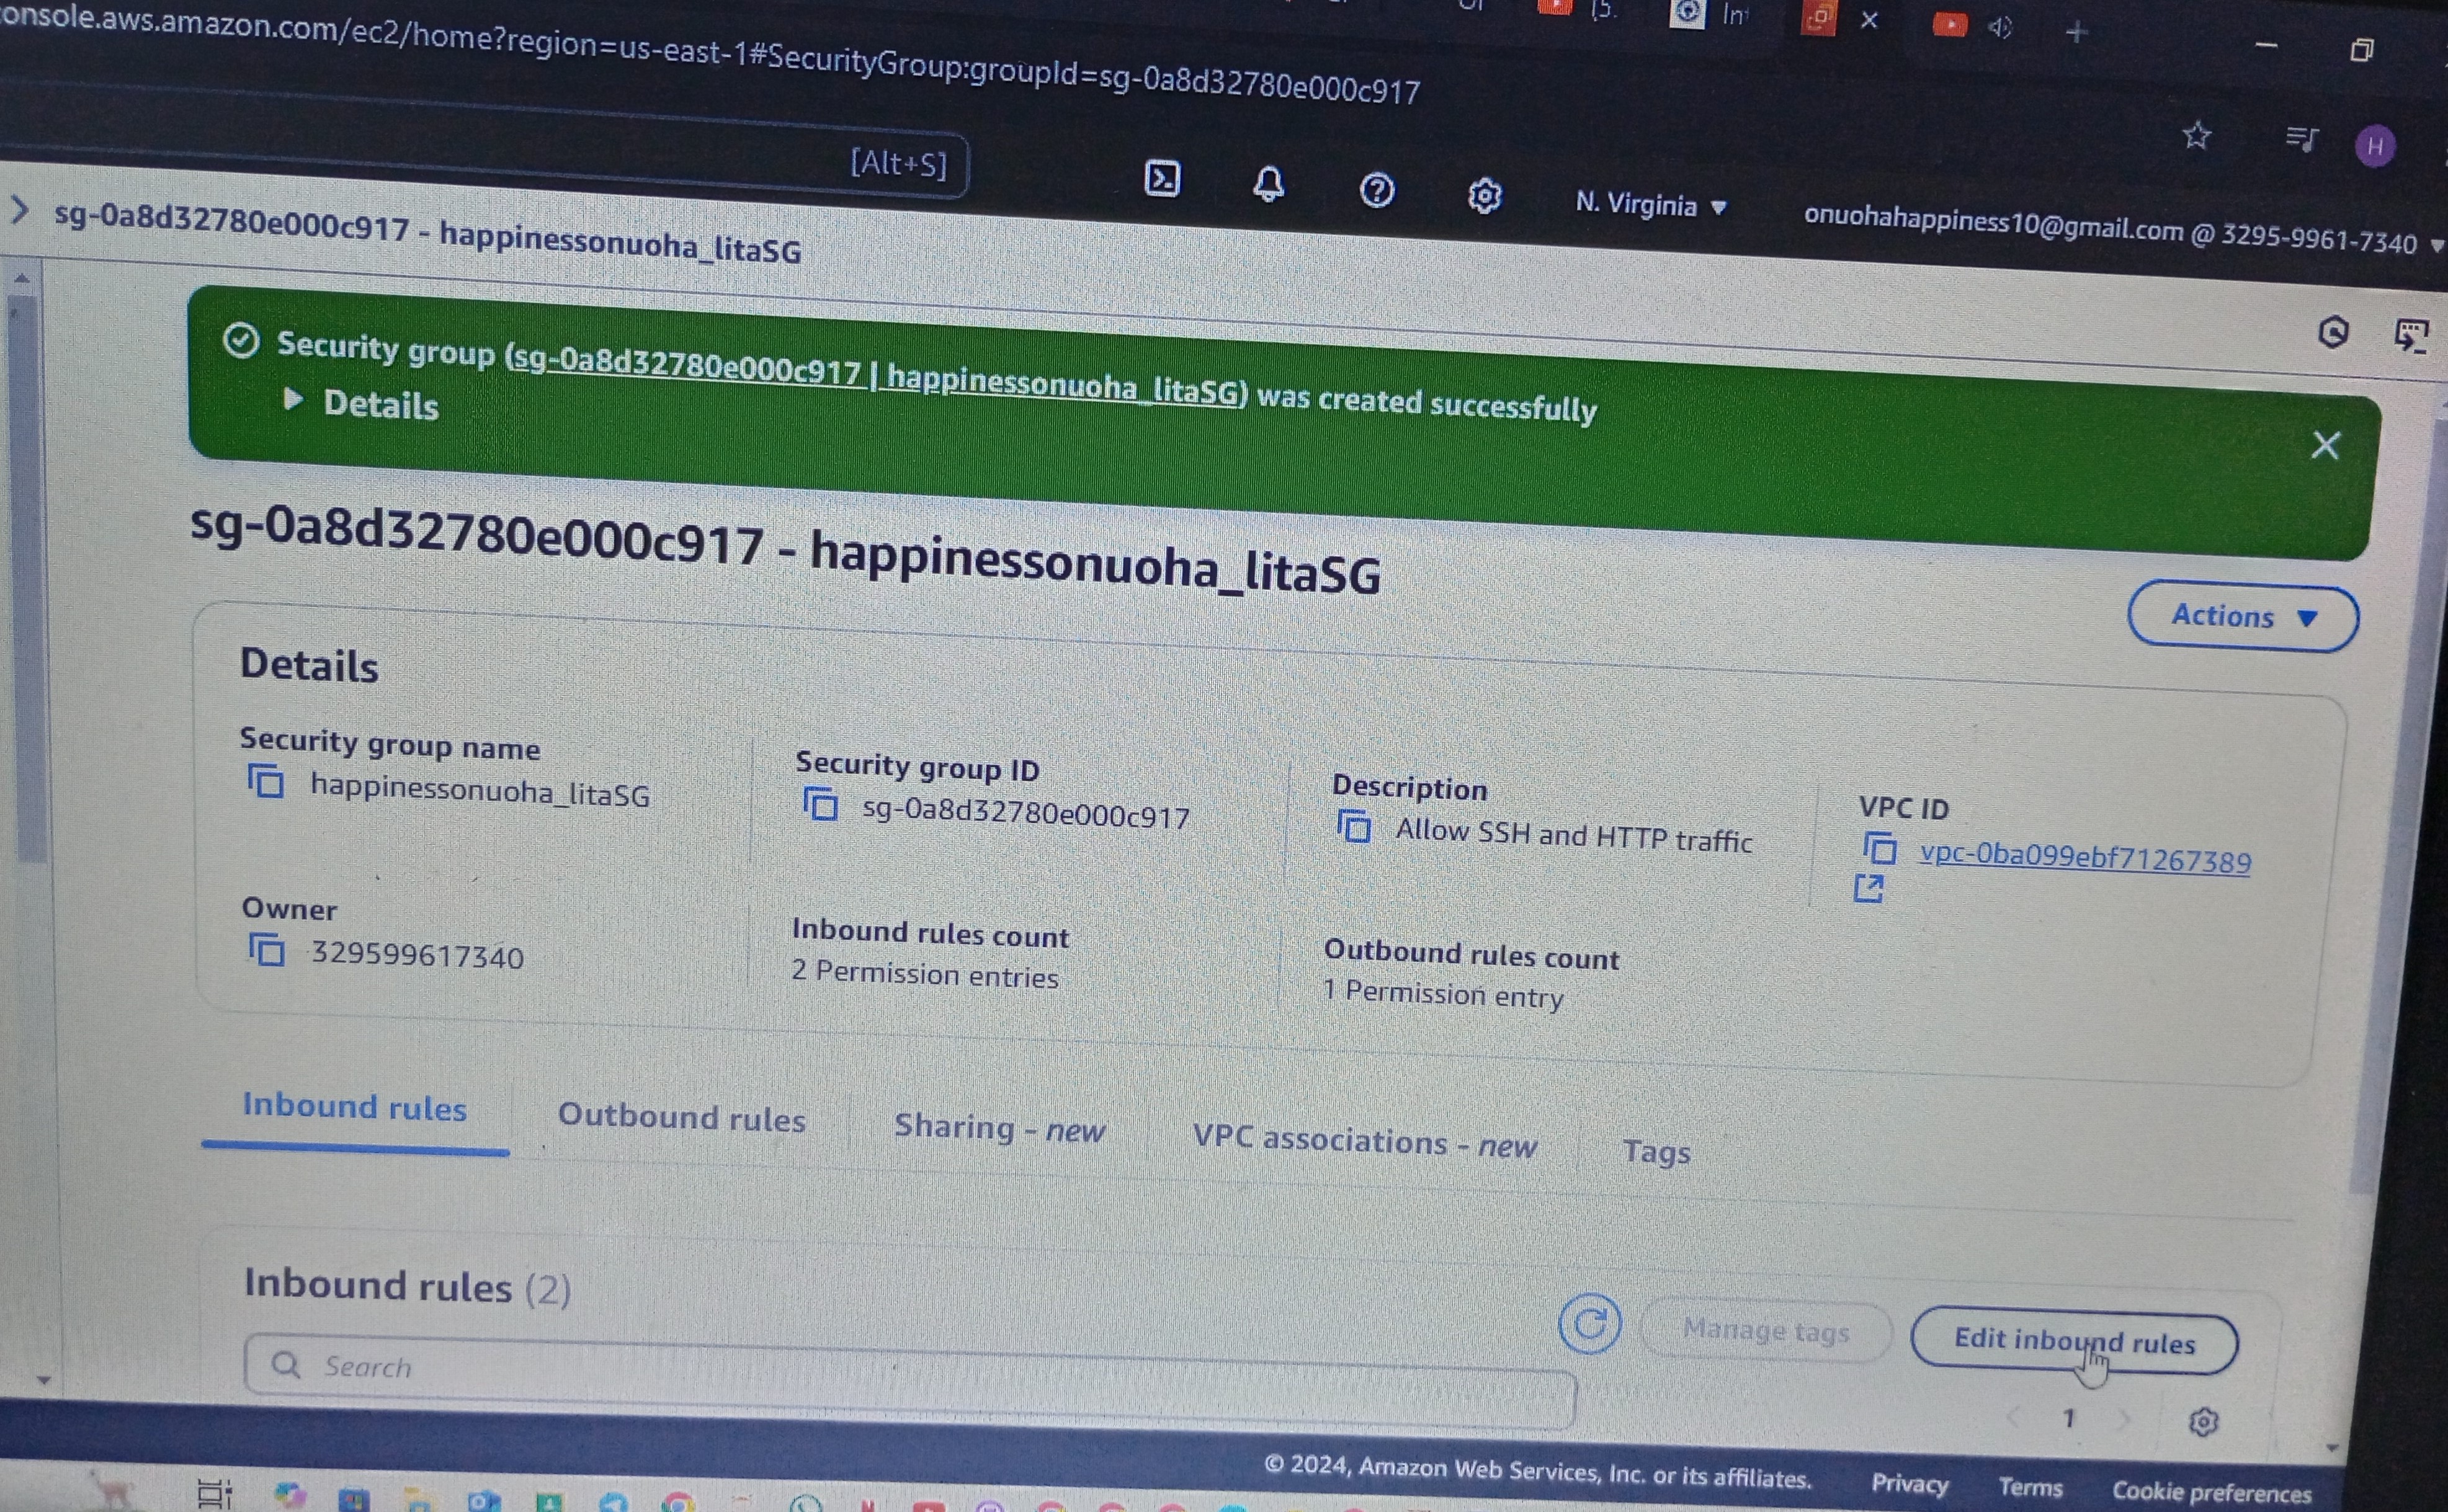 onsole.aws.amazon.com/ec2/home?region=us-east-1#SecurityGroup:groupId=sg-0a8d32780e000c917
H
[Alt+S]
N. Virginia
onuohahappiness10@gmail.com @ 3295-9961-7340
sg-0a8d32780e000c917 - happinessonuoha_litaSG
Security group (sg-0a8d32780e000c917 | happinessonuoha_litaSG) was created successfully
Details
sg-0a8d32780e000c917 - happinessonuoha_litaSG
Actions
Details
Security group name
happinessonuoha_litaSG
Security group ID
sg-0a8d32780e000c917
Description
Allow SSH and HTTP traffic
VPC ID
vpc-0ba099ebf71267389
Owner
329599617340
Inbound rules count
2 Permission entries
Outbound rules count
1 Permission entry
Inbound rules
Outbound rules
Sharing - new
VPC associations - new
Tags
Inbound rules (2)
Manage tags
Edit inbound rules
Search
1
© 2024, Amazon Web Services, Inc. or its affiliates.
Privacy
Terms
Cookie preferences